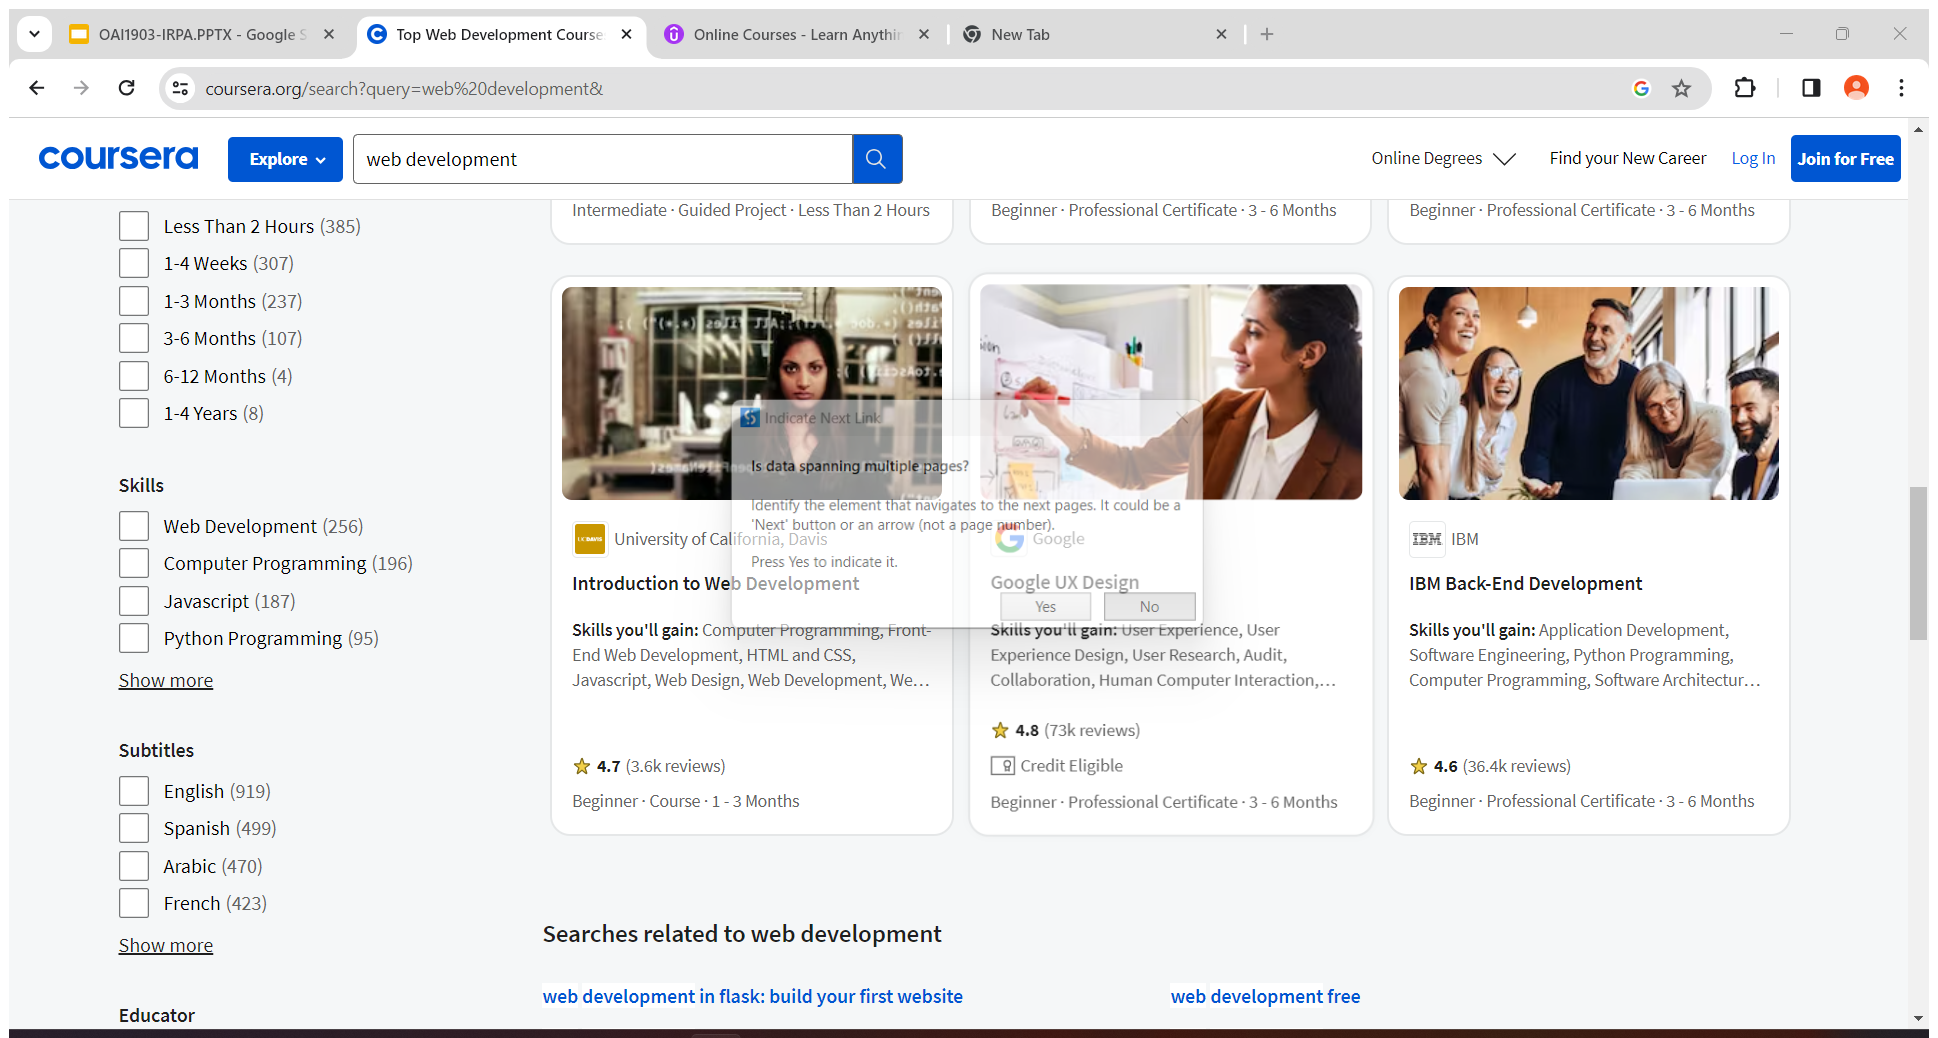 OAI1903-IRPA.PPTX - Google S
Top Web Development Course
Online Courses - Learn Anythin
New Tab
coursera.org/search?query=web%20development&
coursera
Explore
web development
Online Degrees
Find your New Career
Log In
Join for Free
Less Than 2 Hours (385)
1-4 Weeks (307)
1-3 Months (237)
3-6 Months (107)
6-12 Months (4)
1-4 Years (8)
Skills
Web Development (256)
Computer Programming (196)
Javascript (187)
Python Programming (95)
Show more
Subtitles
English (919)
Spanish (499)
Arabic (470)
French (423)
Show more
Educator
Intermediate · Guided Project · Less Than 2 Hours
Beginner · Professional Certificate · 3 - 6 Months
Beginner · Professional Certificate · 3 - 6 Months
Indicate Next Link
Is data spanning multiple pages?
Identify the element that navigates to the next pages. It could be a
'Next' button or an arrow (not a page number).
Press Yes to indicate it.
Yes
No
UC DAVIS
University of California, Davis
Introduction to Web Development
Skills you'll gain: Computer Programming, Front-
End Web Development, HTML and CSS,
Javascript, Web Design, Web Development, We…
4.7 (3.6k reviews)
Beginner · Course · 1 - 3 Months
Google
Google UX Design
Skills you'll gain: User Experience, User
Experience Design, User Research, Audit,
Collaboration, Human Computer Interaction,…
4.8 (73k reviews)
Credit Eligible
Beginner · Professional Certificate · 3 - 6 Months
IBM
IBM
IBM Back-End Development
Skills you'll gain: Application Development,
Software Engineering, Python Programming,
Computer Programming, Software Architectur…
4.6 (36.4k reviews)
Beginner · Professional Certificate · 3 - 6 Months
Searches related to web development
web development in flask: build your first website
web development free